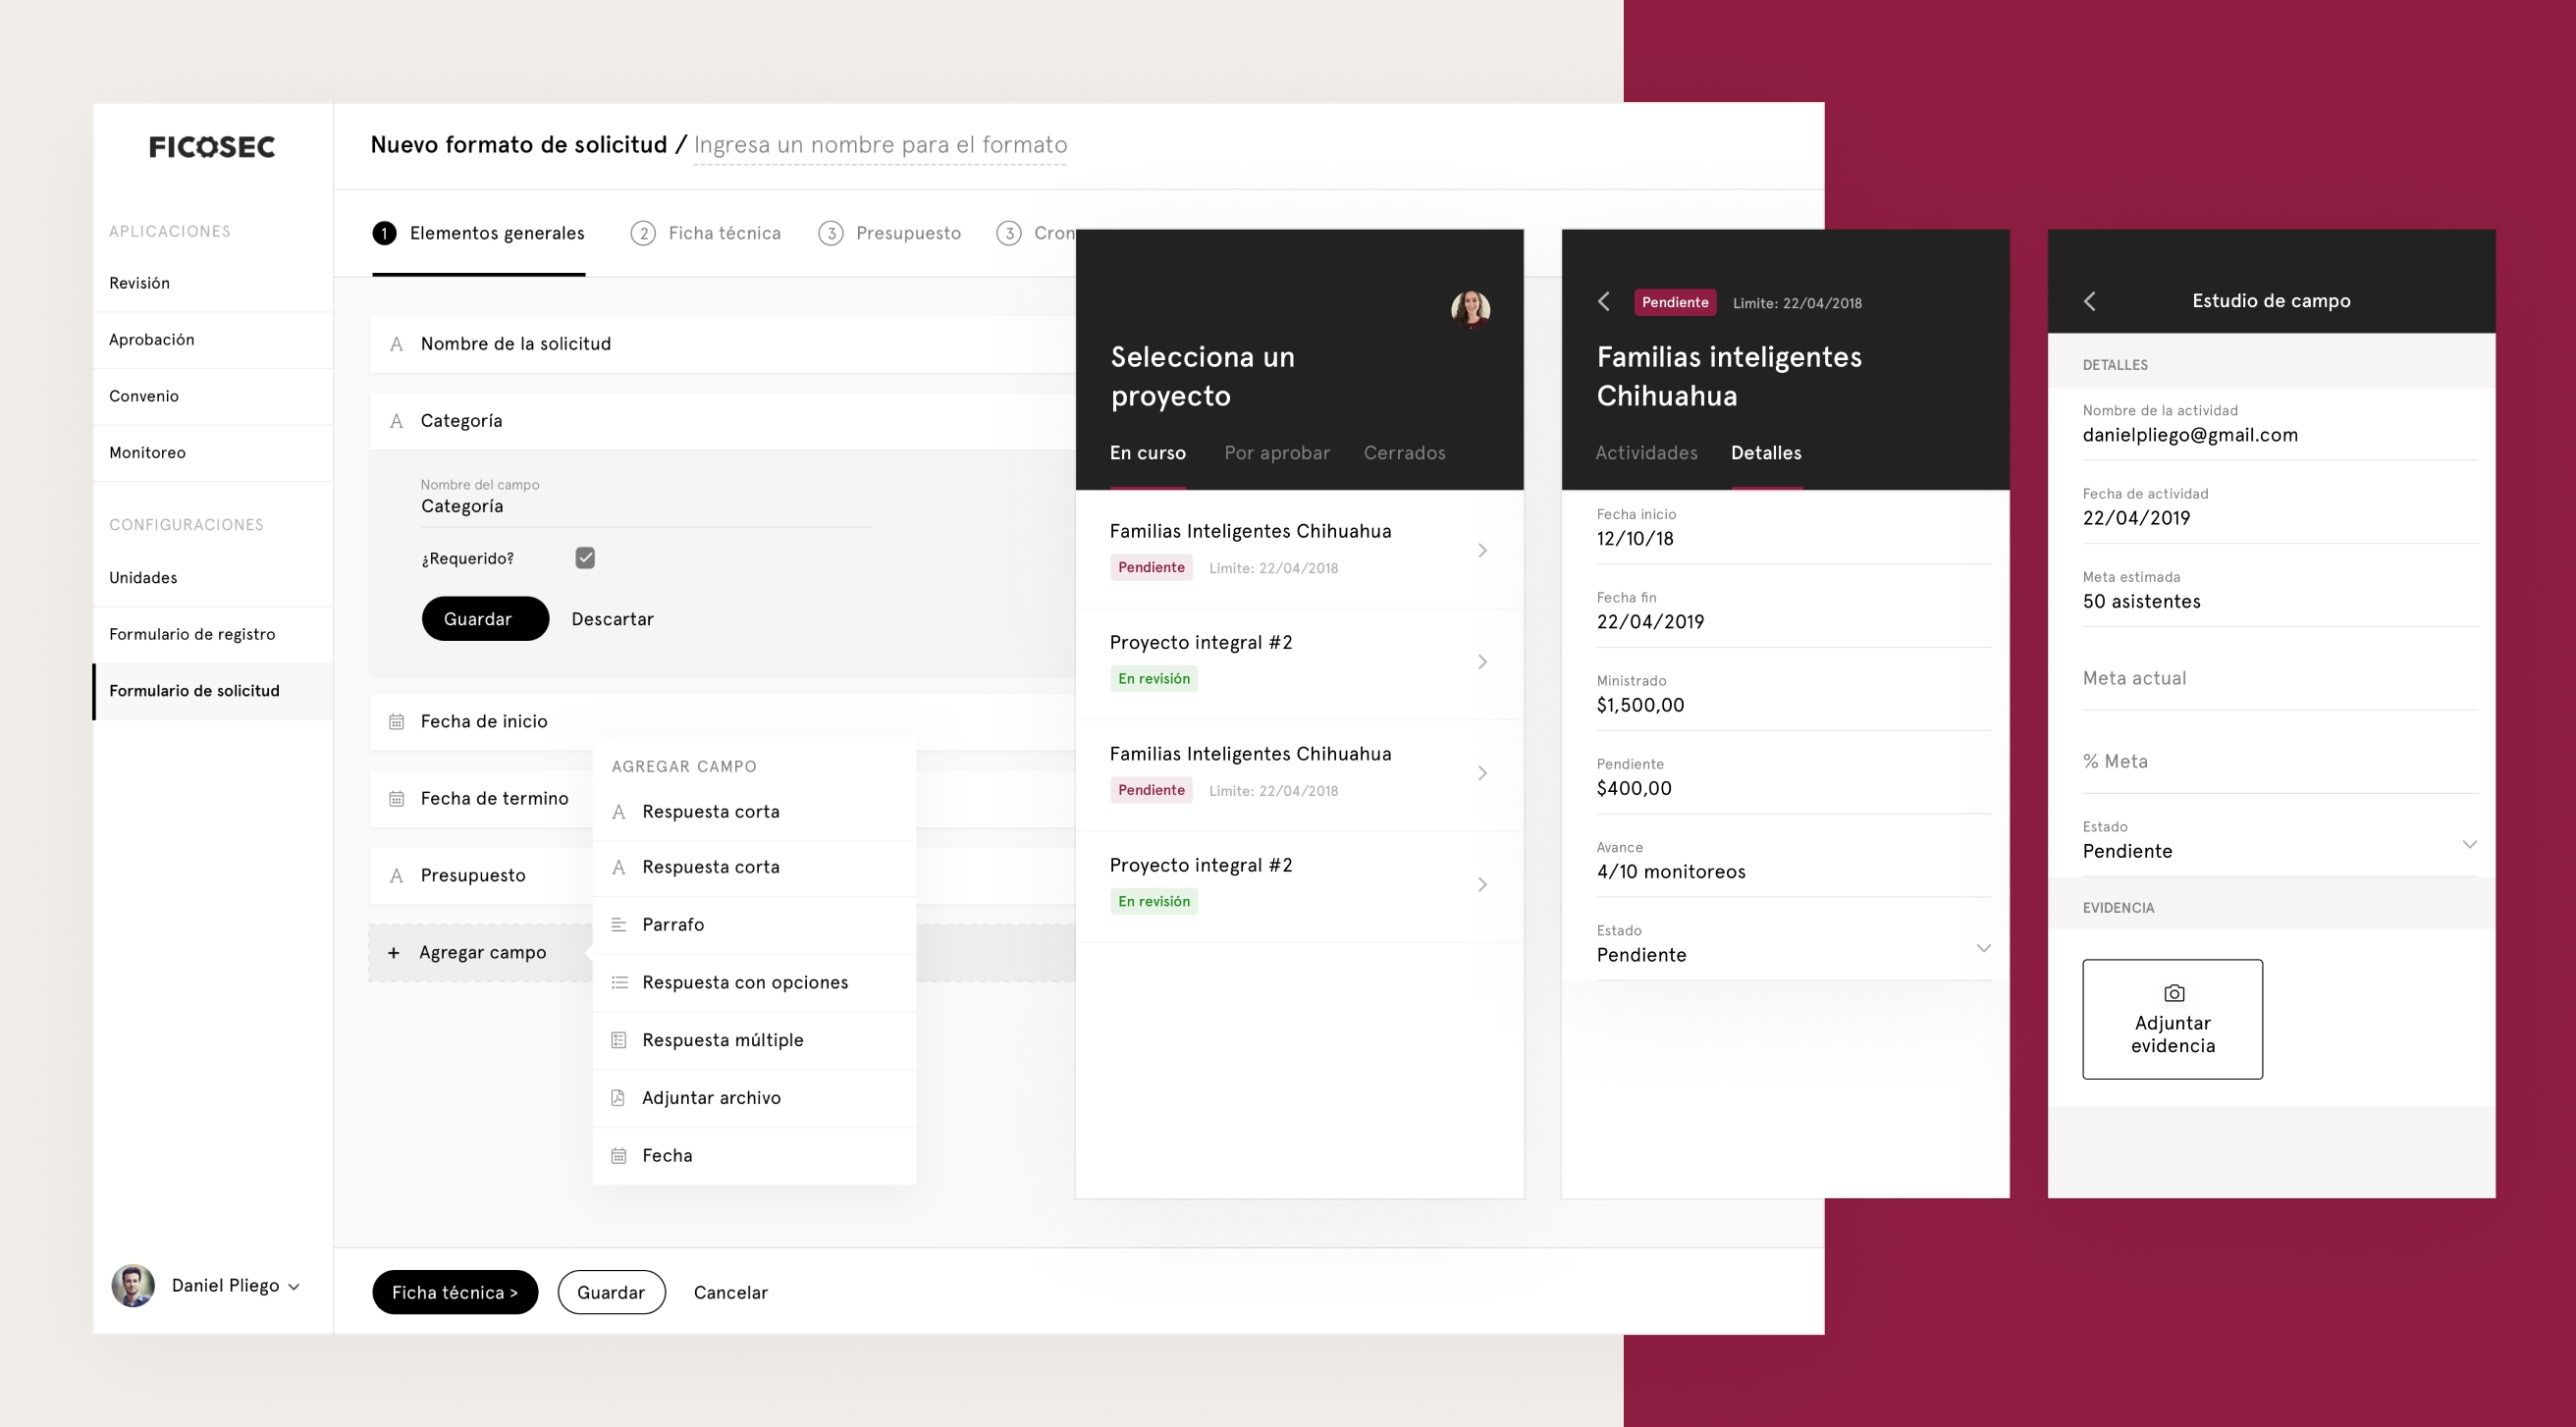 FICOSEC
APLICACIONES
Revisión
Aprobación
Convenio
Monitoreo
CONFIGURACIONES
Unidades
Formulario de registro
Formulario de solicitud
Daniel Pliego
Nuevo formato de solicitud / Ingresa un nombre para el formato
1 Elementos generales
2 Ficha técnica
3 Presupuesto
3 Cron
A Nombre de la solicitud
A Categoría
Nombre del campo
Categoría
¿Requerido?
Guardar
Descartar
Fecha de inicio
Fecha de termino
A Presupuesto
+ Agregar campo
AGREGAR CAMPO
A Respuesta corta
A Respuesta corta
Parrafo
Respuesta con opciones
Respuesta múltiple
Adjuntar archivo
Fecha
Ficha técnica >
Guardar
Cancelar
Selecciona un
proyecto
En curso
Por aprobar
Cerrados
Familias Inteligentes Chihuahua
Pendiente
Limite: 22/04/2018
Proyecto integral #2
En revisión
Familias Inteligentes Chihuahua
Pendiente
Limite: 22/04/2018
Proyecto integral #2
En revisión
Pendiente
Limite: 22/04/2018
Familias inteligentes
Chihuahua
Actividades
Detalles
Fecha inicio
12/10/18
Fecha fin
22/04/2019
Ministrado
$1,500,00
Pendiente
$400,00
Avance
4/10 monitoreos
Estado
Pendiente
Estudio de campo
DETALLES
Nombre de la actividad
danielpliego@gmail.com
Fecha de actividad
22/04/2019
Meta estimada
50 asistentes
Meta actual
% Meta
Estado
Pendiente
EVIDENCIA
Adjuntar
evidencia